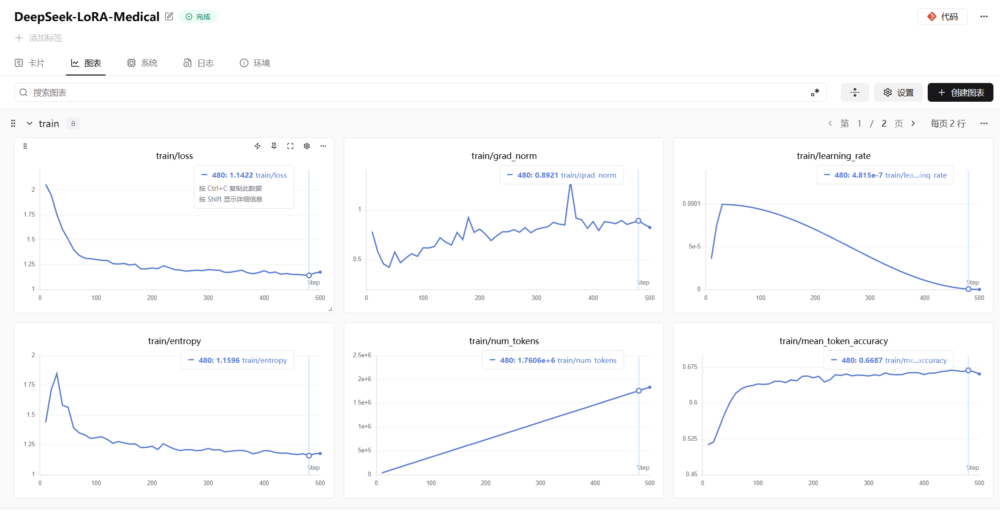 DeepSeek-LoRA-Medical 完成 代码
添加标签
卡片 图表 系统 日志 环境
搜索图表 设置 创建图表
train 8 第 1 / 2 页 每页 2 行
train/loss
480: 1.1422 train/loss
按 Ctrl+C 复制此数据
按 Shift 显示详细信息
2
1.75
1.5
1.25
1
Step
0 100 200 300 400 500
train/grad_norm
480: 0.8921 train/grad_norm
1
0.5
Step
0 100 200 300 400 500
train/learning_rate
480: 4.815e-7 train/lea...ing_rate
0.0001
5e-5
0
Step
0 100 200 300 400 500
train/entropy
480: 1.1596 train/entropy
2
1.75
1.5
1.25
1
Step
0 100 200 300 400 500
train/num_tokens
480: 1.7606e+6 train/num_tokens
2.5e+6
2e+6
1.5e+6
1e+6
5e+5
0
Step
0 100 200 300 400 500
train/mean_token_accuracy
480: 0.6687 train/me...accuracy
0.675
0.6
0.525
0.45
Step
0 100 200 300 400 500